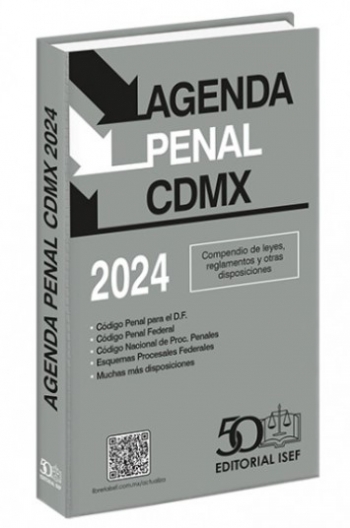 AGENDA PENAL CDMX 2024
AGENDA
PENAL
CDMX
2024
Compendio de leyes,
reglamentos y otras
disposiciones
• Código Penal para el D.F.
• Código Penal Federal
• Código Nacional de Proc. Penales
• Esquemas Procesales Federales
• Muchas más disposiciones
50
EDITORIAL ISEF